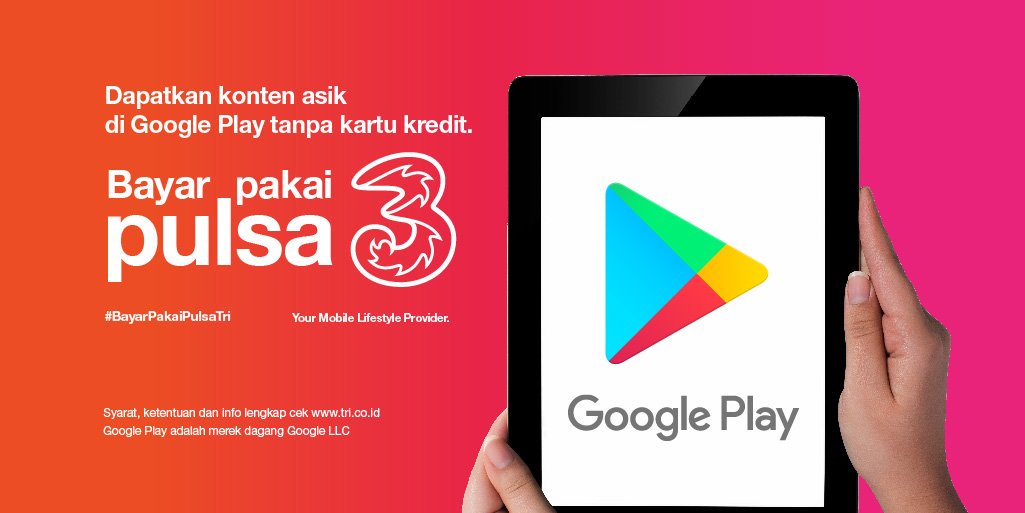 Dapatkan konten asik
di Google Play tanpa kartu kredit.
Bayar pakai
pulsa 3
#BayarPakaiPulsaTri
Your Mobile Lifestyle Provider.
Syarat, ketentuan dan info lengkap cek www.tri.co.id
Google Play adalah merek dagang Google LLC
Google Play